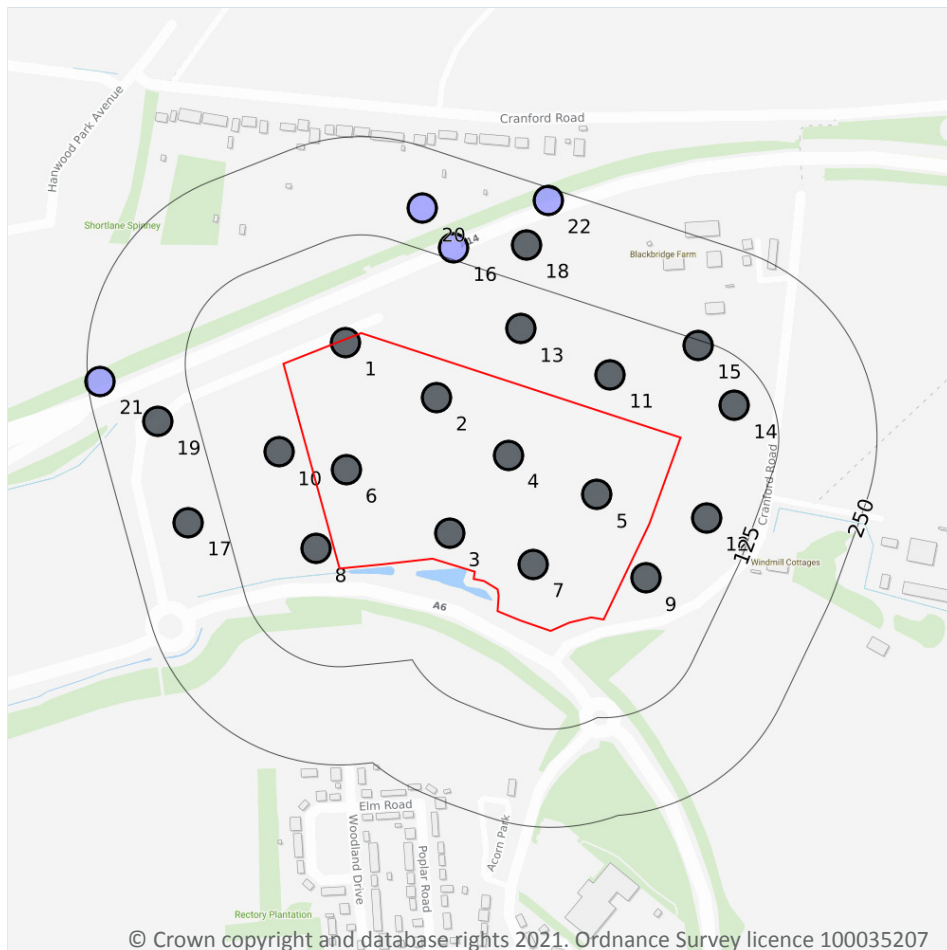 Cranford Road
Hanwood Park Avenue
Shortlane Spinney
20
14
22
16
18
Blackbridge Farm
13
1
15
11
21
2
14
19
10
4
6
5
Cranford Road
250
17
3
12
125
8
7
Windmill Cottages
9
A6
Elm Road
Woodland Drive
Poplar Road
Acorn Park
Rectory Plantation
© Crown copyright and database rights 2021. Ordnance Survey licence 100035207